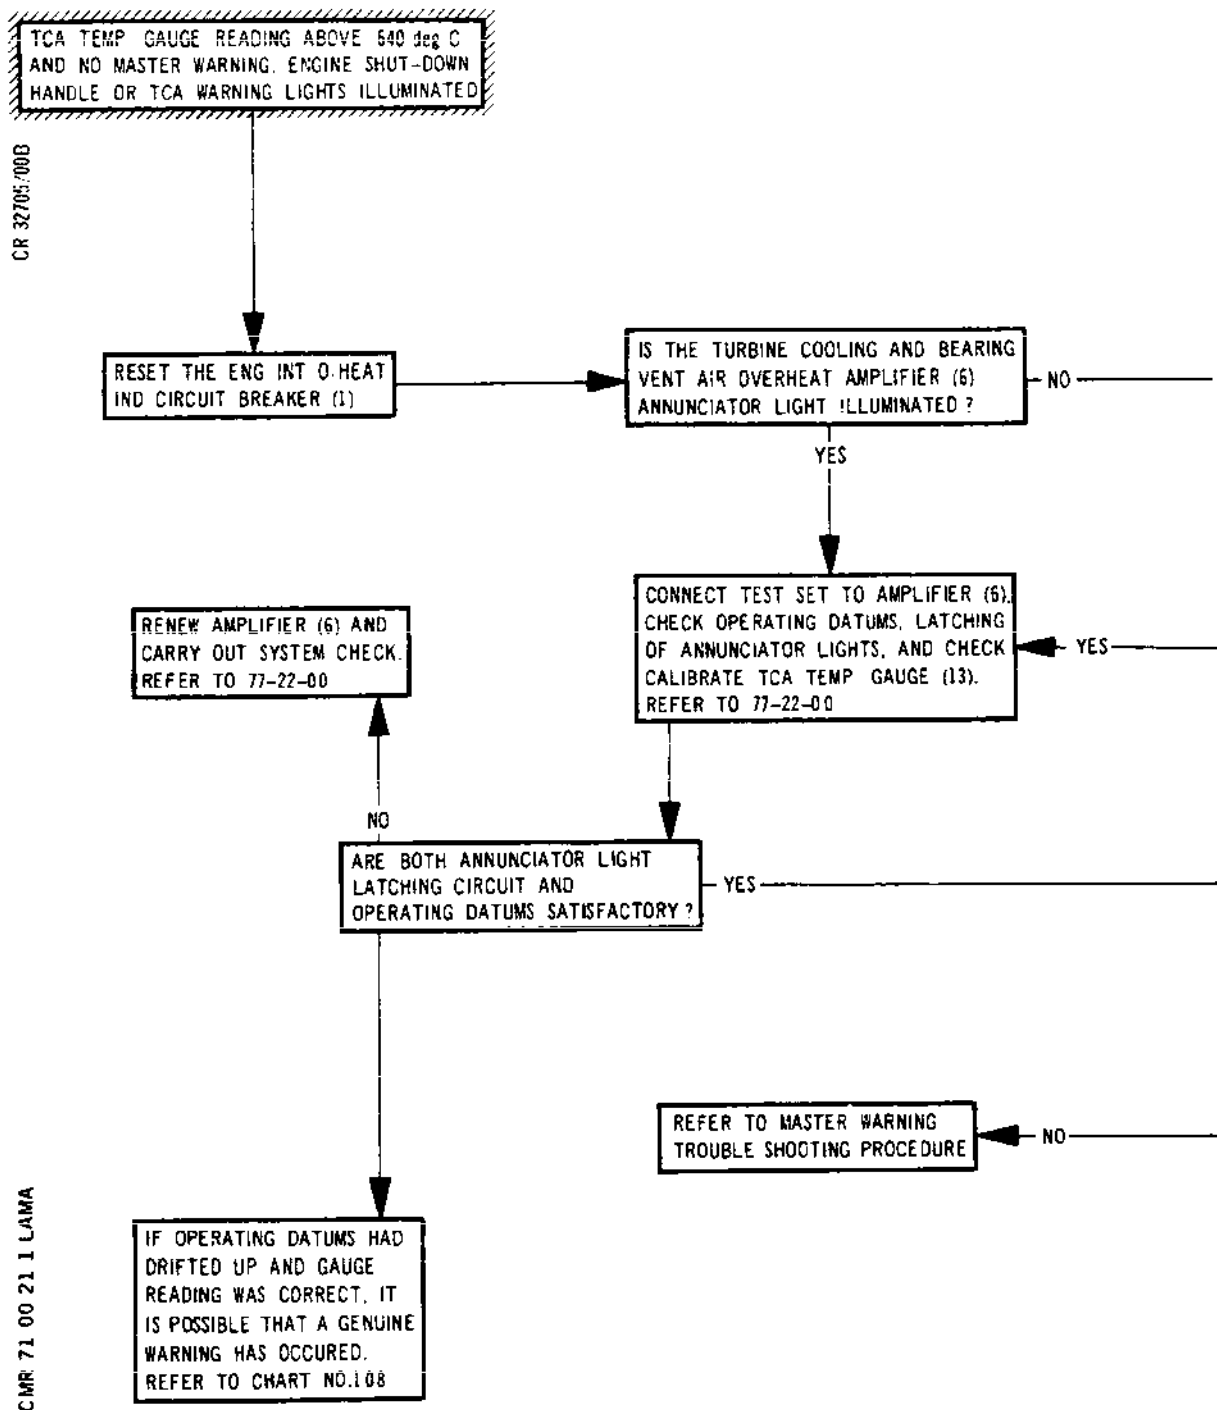 TCA TEMP GAUGE READING ABOVE 640 deg C
AND NO MASTER WARNING, ENGINE SHUT-DOWN
HANDLE OR TCA WARNING LIGHTS ILLUMINATED
CR 32705/00B
RESET THE ENG INT O.HEAT
IND CIRCUIT BREAKER (1)
IS THE TURBINE COOLING AND BEARING
VENT AIR OVERHEAT AMPLIFIER (6)
ANNUNCIATOR LIGHT ILLUMINATED ?
NO
YES
CONNECT TEST SET TO AMPLIFIER (6).
CHECK OPERATING DATUMS, LATCHING
OF ANNUNCIATOR LIGHTS, AND CHECK
CALIBRATE TCA TEMP GAUGE (13).
REFER TO 77-22-00
YES
RENEW AMPLIFIER (6) AND
CARRY OUT SYSTEM CHECK.
REFER TO 77-22-00
NO
ARE BOTH ANNUNCIATOR LIGHT
LATCHING CIRCUIT AND
OPERATING DATUMS SATISFACTORY ?
YES
REFER TO MASTER WARNING
TROUBLE SHOOTING PROCEDURE
NO
IF OPERATING DATUMS HAD
DRIFTED UP AND GAUGE
READING WAS CORRECT, IT
IS POSSIBLE THAT A GENUINE
WARNING HAS OCCURED.
REFER TO CHART NO.108
CMR 71 00 21 1 LAMA